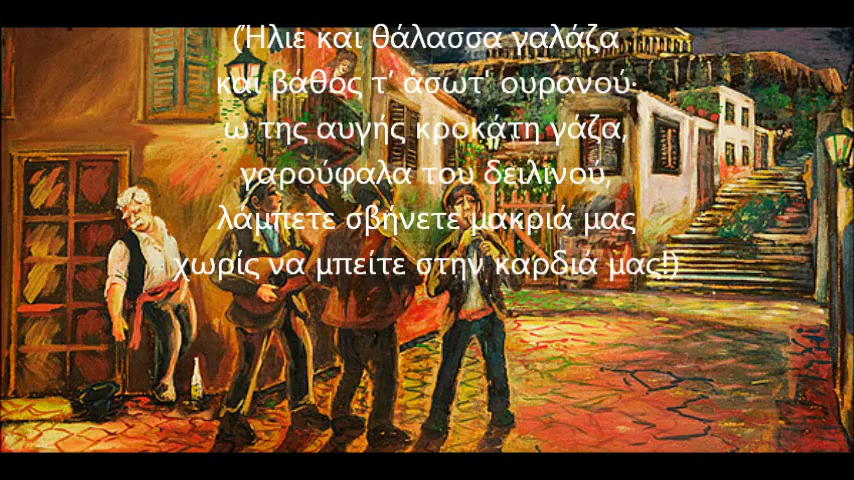 (Ήλιε και θάλασσα γαλάζα
και βάθος τ’ άσωτ' ουρανού·
ω της αυγής κροκάτη γάζα,
γαρούφαλα του δειλινού,
λάμπετε σβήνετε μακριά μας
χωρίς να μπείτε στην καρδιά μας!)